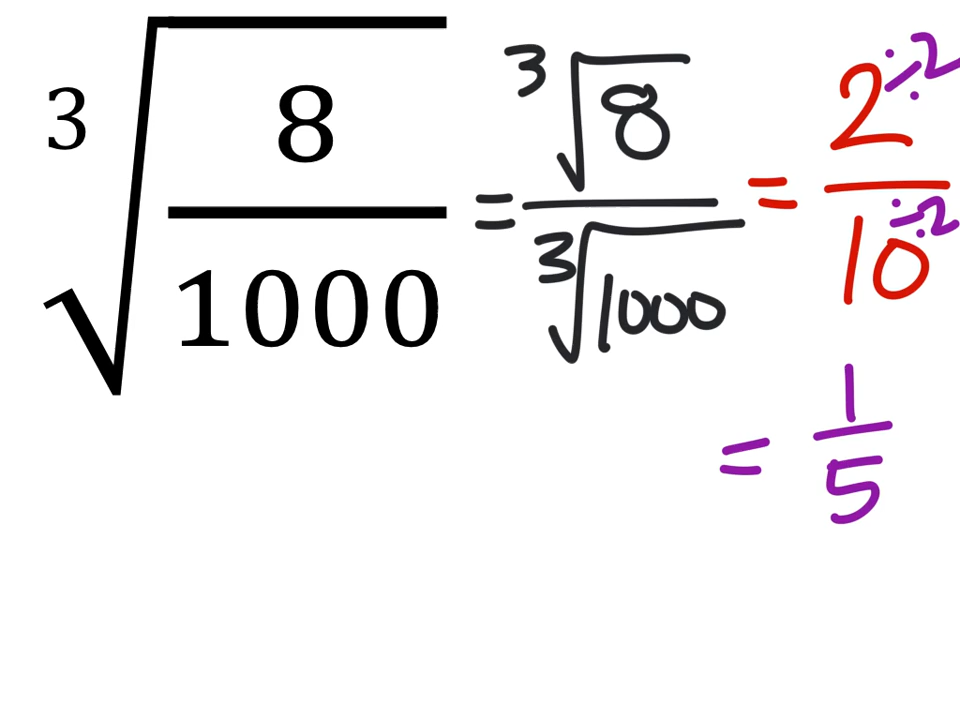 ∛(8/1000) = ∛8/∛1000 = 2÷2/10÷2
= 1/5